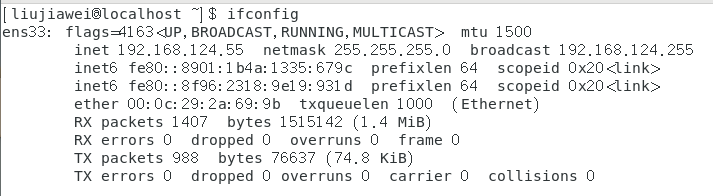 [liujiawei@localhost ~]$ ifconfig
ens33: flags=4163<UP,BROADCAST,RUNNING,MULTICAST>  mtu 1500
        inet 192.168.124.55  netmask 255.255.255.0  broadcast 192.168.124.255
        inet6 fe80::8901:1b4a:1335:679c  prefixlen 64  scopeid 0x20<link>
        inet6 fe80::8f96:2318:9e19:931d  prefixlen 64  scopeid 0x20<link>
        ether 00:0c:29:2a:69:9b  txqueuelen 1000  (Ethernet)
        RX packets 1407  bytes 1515142 (1.4 MiB)
        RX errors 0  dropped 0  overruns 0  frame 0
        TX packets 988  bytes 76637 (74.8 KiB)
        TX errors 0  dropped 0 overruns 0  carrier 0  collisions 0